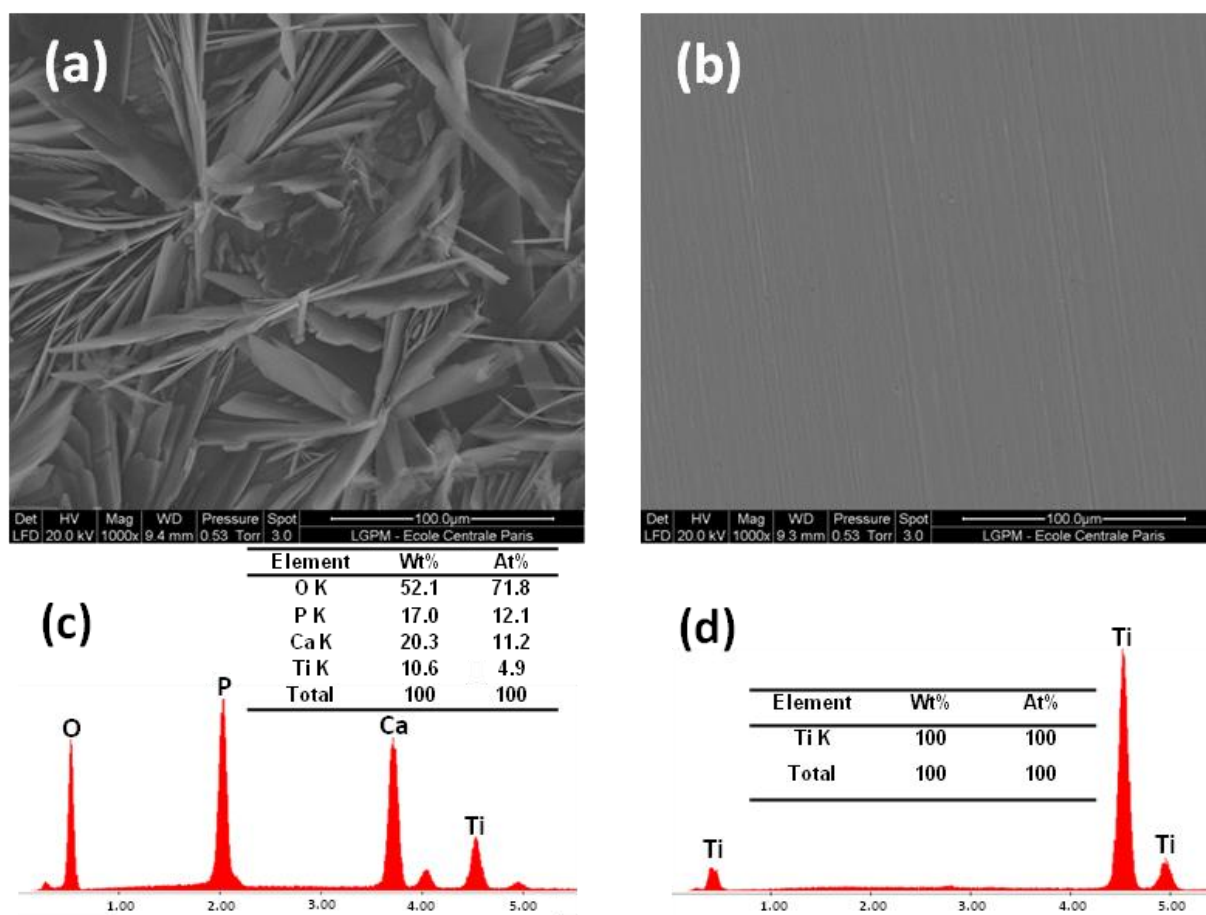 (a)
(b)
Det HV Mag WD Pressure Spot 100.0µm
LFD 20.0 kV 1000x 9.4 mm 0.53 Torr 3.0 LGPM - Ecole Centrale Paris
Det HV Mag WD Pressure Spot 100.0µm
LFD 20.0 kV 1000x 9.3 mm 0.53 Torr 3.0 LGPM - Ecole Centrale Paris
(c)
Element Wt% At%
O K 52.1 71.8
P K 17.0 12.1
Ca K 20.3 11.2
Ti K 10.6 4.9
Total 100 100
O
P
Ca
Ti
1.00 2.00 3.00 4.00 5.00
(d)
Element Wt% At%
Ti K 100 100
Total 100 100
Ti
Ti
Ti
1.00 2.00 3.00 4.00 5.00